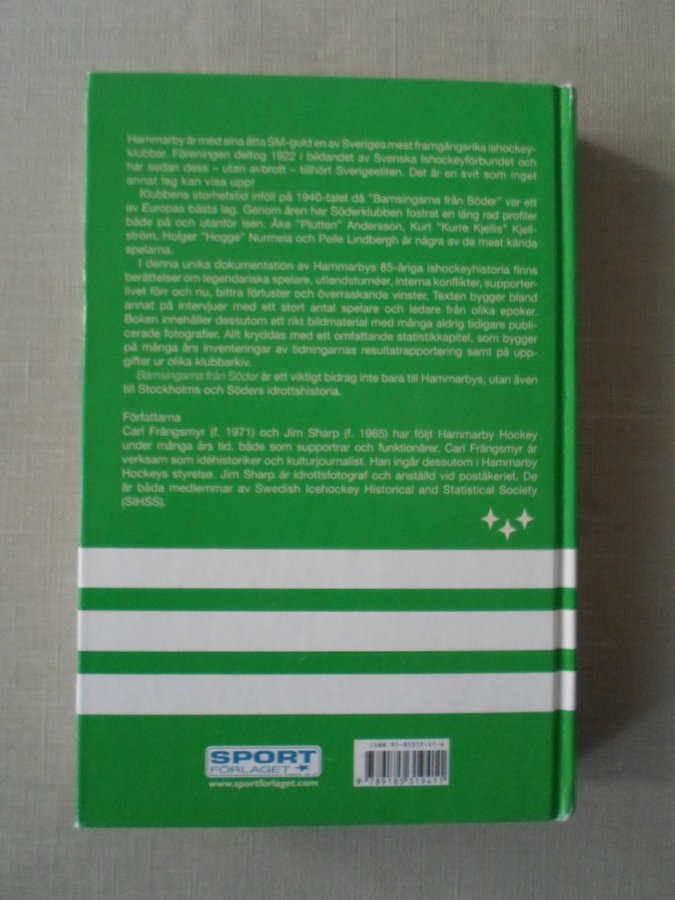 Hammarby är med sina åtta SM-guld en av Sveriges mest framgångsrika ishockey-
klubbar. Föreningen deltog 1922 i bildandet av Svenska Ishockeyförbundet och
har sedan dess – utan avbrott – tillhört Sverigeeliten. Det är en svit som inget
annat lag kan visa upp!
Klubbens storhetstid inföll på 1940-talet då "Bamsingarna från Söder" var ett
av Europas bästa lag. Genom åren har Söderklubben fostrat en lång rad profiler
både på och utanför isen. Åke "Plutten" Andersson, Kurt "Kurre Kjellis" Kjell-
ström, Holger "Hogge" Nurmela och Pelle Lindbergh är några av de mest kända
spelarna.
I denna unika dokumentation av Hammarbys 85-åriga ishockeyhistoria finns
berättelser om legendariska spelare, utlandsturnéer, interna konflikter, supporter-
livet förr och nu, bittra förluster och överraskande vinster. Texten bygger bland
annat på intervjuer med ett stort antal spelare och ledare från olika epoker.
Boken innehåller dessutom ett rikt bildmaterial med många aldrig tidigare publi-
cerade fotografier. Allt kryddas med ett omfattande statistikkapitel, som bygger
på många års inventeringar av tidningarnas resultatrapportering samt på upp-
gifter ur olika klubbarkiv.
Bamsingarna från Söder är ett viktigt bidrag inte bara till Hammarbys, utan även
till Stockholms och Söders idrottshistoria.
Författarna
Carl Frängsmyr (f. 1971) och Jim Sharp (f. 1965) har följt Hammarby Hockey
under många års tid, både som supportrar och funktionärer. Carl Frängsmyr är
verksam som idéhistoriker och kulturjournalist. Han ingår dessutom i Hammarby
Hockeys styrelse. Jim Sharp är idrottsfotograf och anställd vid poståkeriet. De
är båda medlemmar av Swedish Icehockey Historical and Statistical Society
(SIHSS).
SPORT
FÖRLAGET
www.sportforlaget.com
ISBN 91-85319-41-6
9 789185 319411